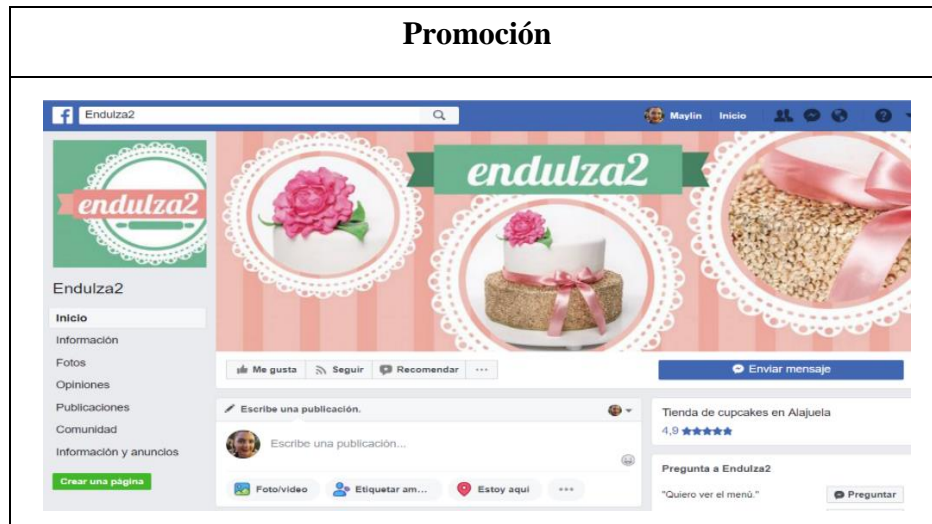 Promoción
Endulza2
Maylin Inicio
endulza2
endulza2
Endulza2
Inicio
Información
Fotos
Opiniones
Publicaciones
Comunidad
Información y anuncios
Crear una página
Me gusta Seguir Recomendar ...
Enviar mensaje
Escribe una publicación.
Escribe una publicación...
Foto/video Etiquetar am... Estoy aquí ...
Tienda de cupcakes en Alajuela
4,9 ★★★★★
Pregunta a Endulza2
"Quiero ver el menú." Preguntar